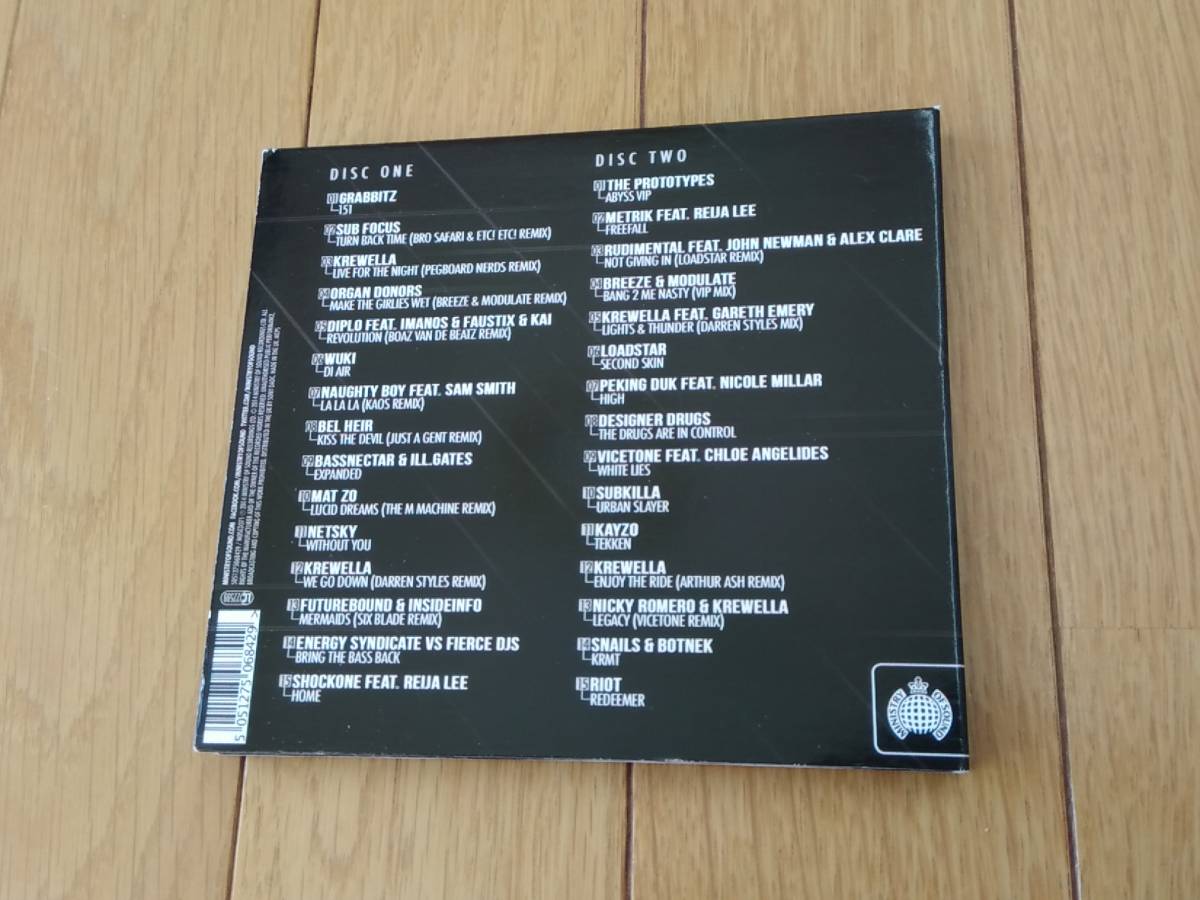 DISC ONE
01 GRABBITZ
151
02 SUB FOCUS
TURN BACK TIME (BRO SAFARI & ETC! ETC! REMIX)
03 KREWELLA
LIVE FOR THE NIGHT (PEGBOARD NERDS REMIX)
04 ORGAN DONORS
MAKE THE GIRLIES WET (BREEZE & MODULATE REMIX)
05 DIPLO FEAT. IMANOS & FAUSTIX & KAI
REVOLUTION (BOAZ VAN DE BEATZ REMIX)
06 WUKI
DI AIR
07 NAUGHTY BOY FEAT. SAM SMITH
LA LA LA (KAOS REMIX)
08 BEL HEIR
KISS THE DEVIL (JUST A GENT REMIX)
09 BASSNECTAR & ILL.GATES
EXPANDED
10 MAT ZO
LUCID DREAMS (THE M MACHINE REMIX)
11 NETSKY
WITHOUT YOU
12 KREWELLA
WE GO DOWN (DARREN STYLES REMIX)
13 FUTUREBOUND & INSIDEINFO
MERMAIDS (SIX BLADE REMIX)
14 ENERGY SYNDICATE VS FIERCE DJS
BRING THE BASS BACK
15 SHOCKONE FEAT. REIJA LEE
HOME
DISC TWO
01 THE PROTOTYPES
ABYSS VIP
02 METRIK FEAT. REIJA LEE
FREEFALL
03 RUDIMENTAL FEAT. JOHN NEWMAN & ALEX CLARE
NOT GIVING IN (LOADSTAR REMIX)
04 BREEZE & MODULATE
BANG 2 ME NASTY (VIP MIX)
05 KREWELLA FEAT. GARETH EMERY
LIGHTS & THUNDER (DARREN STYLES MIX)
06 LOADSTAR
SECOND SKIN
07 PEKING DUK FEAT. NICOLE MILLAR
HIGH
08 DESIGNER DRUGS
THE DRUGS ARE IN CONTROL
09 VICETONE FEAT. CHLOE ANGELIDES
WHITE LIES
10 SUBKILLA
URBAN SLAYER
11 KAYZO
TEKKEN
12 KREWELLA
ENJOY THE RIDE (ARTHUR ASH REMIX)
13 NICKY ROMERO & KREWELLA
LEGACY (VICETONE REMIX)
14 SNAILS & BOTNEK
KRMT
15 RIOT
REDEEMER
MINISTRYOFSOUND.COM FACEBOOK.COM/MINISTRYOFSOUND TWITTER.COM/MINISTRYOFSOUND
5 051275 068429 >
MINISTRY OF SOUND